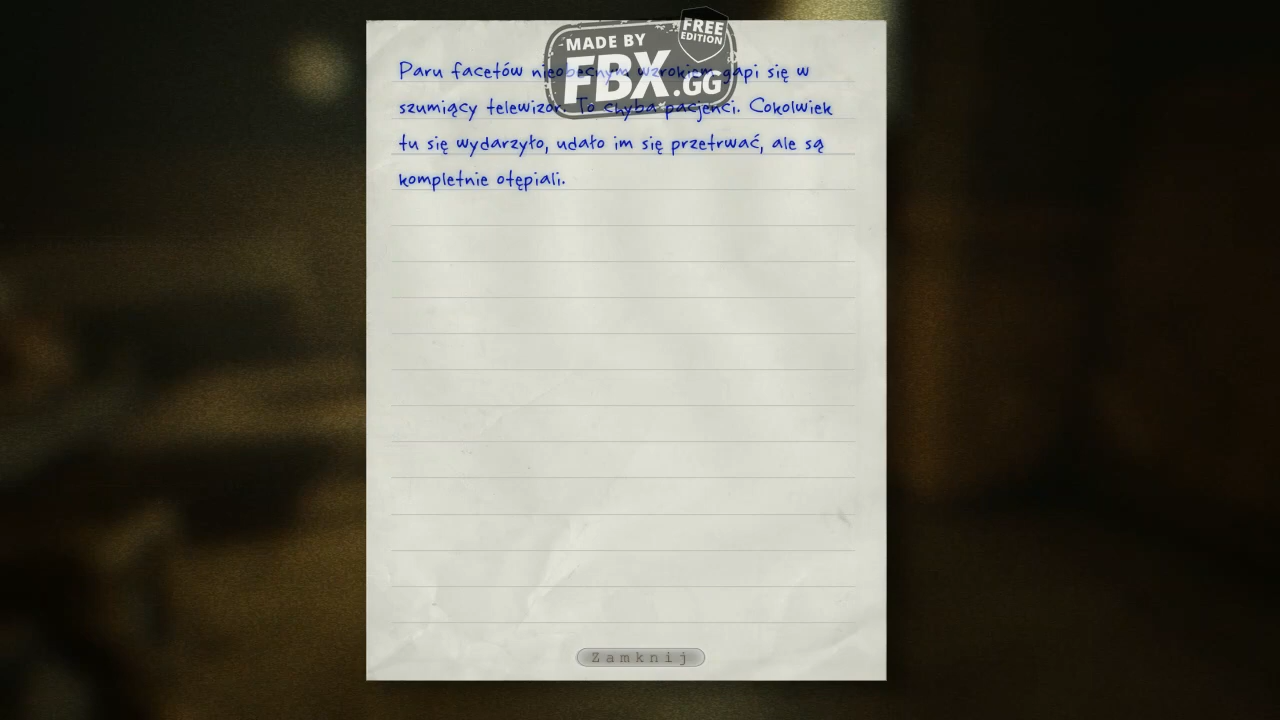 MADE BY
FBX.GG
FREE
EDITION
Paru facetów nieobecnym wzrokiem gapi się w
szumiący telewizor. To chyba pacjenci. Cokolwiek
tu się wydarzyło, udało im się przetrwać, ale są
kompletnie otępiali.
Zamknij